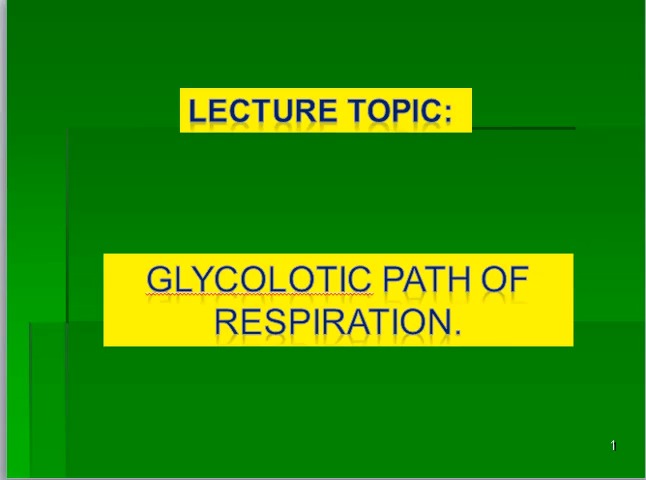 LECTURE TOPIC:
GLYCOLOTIC PATH OF
RESPIRATION.
1